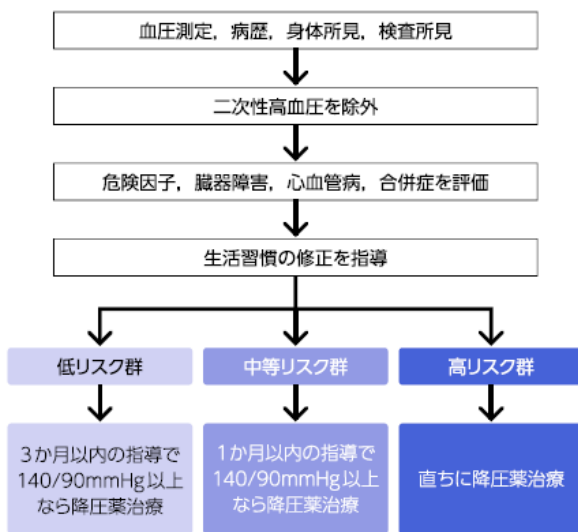 血圧測定，病歴，身体所見，検査所見
二次性高血圧を除外
危険因子，臓器障害，心血管病，合併症を評価
生活習慣の修正を指導
低リスク群
中等リスク群
高リスク群
3か月以内の指導で
140/90mmHg以上
なら降圧薬治療
1か月以内の指導で
140/90mmHg以上
なら降圧薬治療
直ちに降圧薬治療